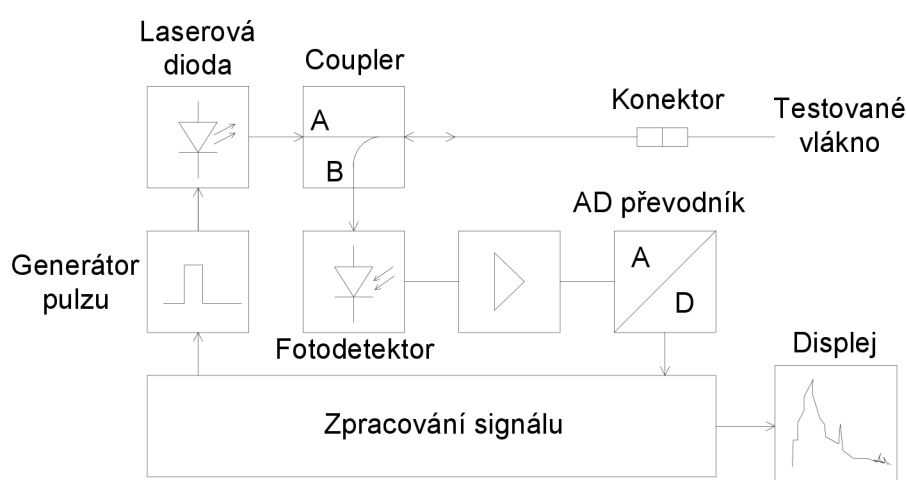 Laserová
dioda
Coupler
A
B
Konektor
Testované
vlákno
Generátor
pulzu
Fotodetektor
AD převodník
A
D
Displej
Zpracování signálu